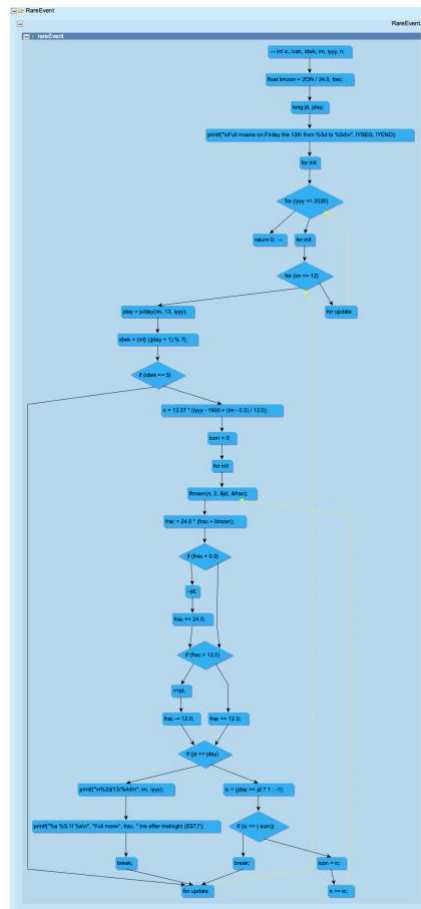 RareEvent
RareEvent
rareEvent
→ int ic, icon, idwk, im, iyyy, n;
float timzon = ZON / 24.0, frac;
long jd, jday;
printf("\nFull moons on Friday the 13th from %5d to %5d\n", IYBEG, IYEND);
for init
for (iyyy <= 2020)
return 0; →
for init
for (im <= 12)
jday = julday(im, 13, iyyy);
for update
idwk = (int) ((jday + 1) % 7);
if (idwk == 5)
n = 12.37 * (iyyy - 1900 + (im - 0.5) / 12.0);
icon = 0;
for init
flmoon(n, 2, &jd, &frac);
frac = 24.0 * (frac + timzon);
if (frac < 0.0)
--jd;
frac += 24.0;
if (frac > 12.0)
++jd;
frac -= 12.0;
frac += 12.0;
if (jd == jday)
printf("\n%2d/13/%4d\n", im, iyyy);
ic = (jday >= jd ? 1 : -1);
printf("%s %5.1f %s\n", "Full moon", frac, " hrs after midnight (EST)");
if (ic == (-icon))
break;
break;
icon = ic;
for update
n += ic;